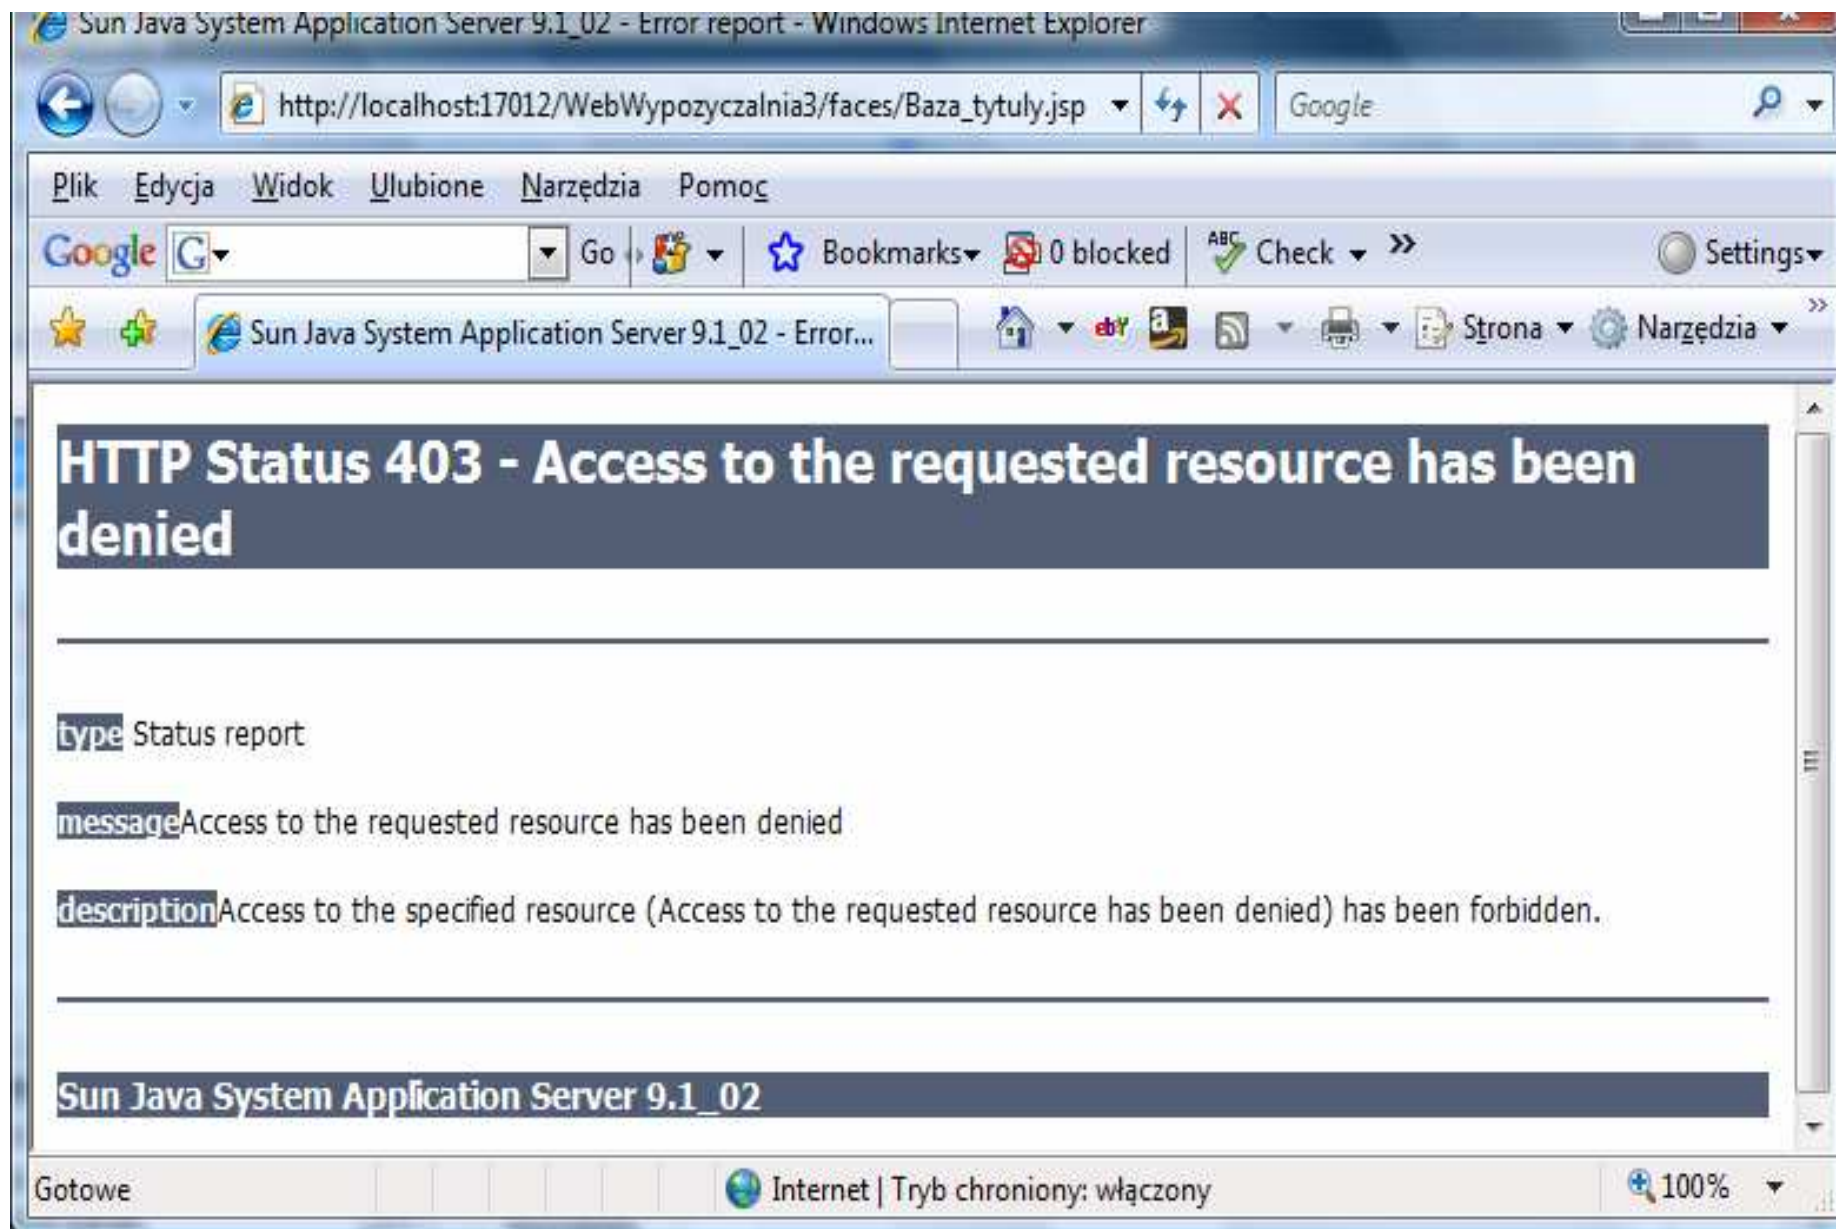 Sun Java System Application Server 9.1_02 - Error report - Windows Internet Explorer
http://localhost:17012/WebWypozyczalnia3/faces/Baza_tytuly.jsp Google
Plik Edycja Widok Ulubione Narzędzia Pomoc
Google G Go Bookmarks 0 blocked ABC Check » Settings
Sun Java System Application Server 9.1_02 - Error... ebY a Strona Narzędzia »
HTTP Status 403 - Access to the requested resource has been
denied
type Status report
messageAccess to the requested resource has been denied
descriptionAccess to the specified resource (Access to the requested resource has been denied) has been forbidden.
Sun Java System Application Server 9.1_02
Gotowe Internet | Tryb chroniony: włączony 100%